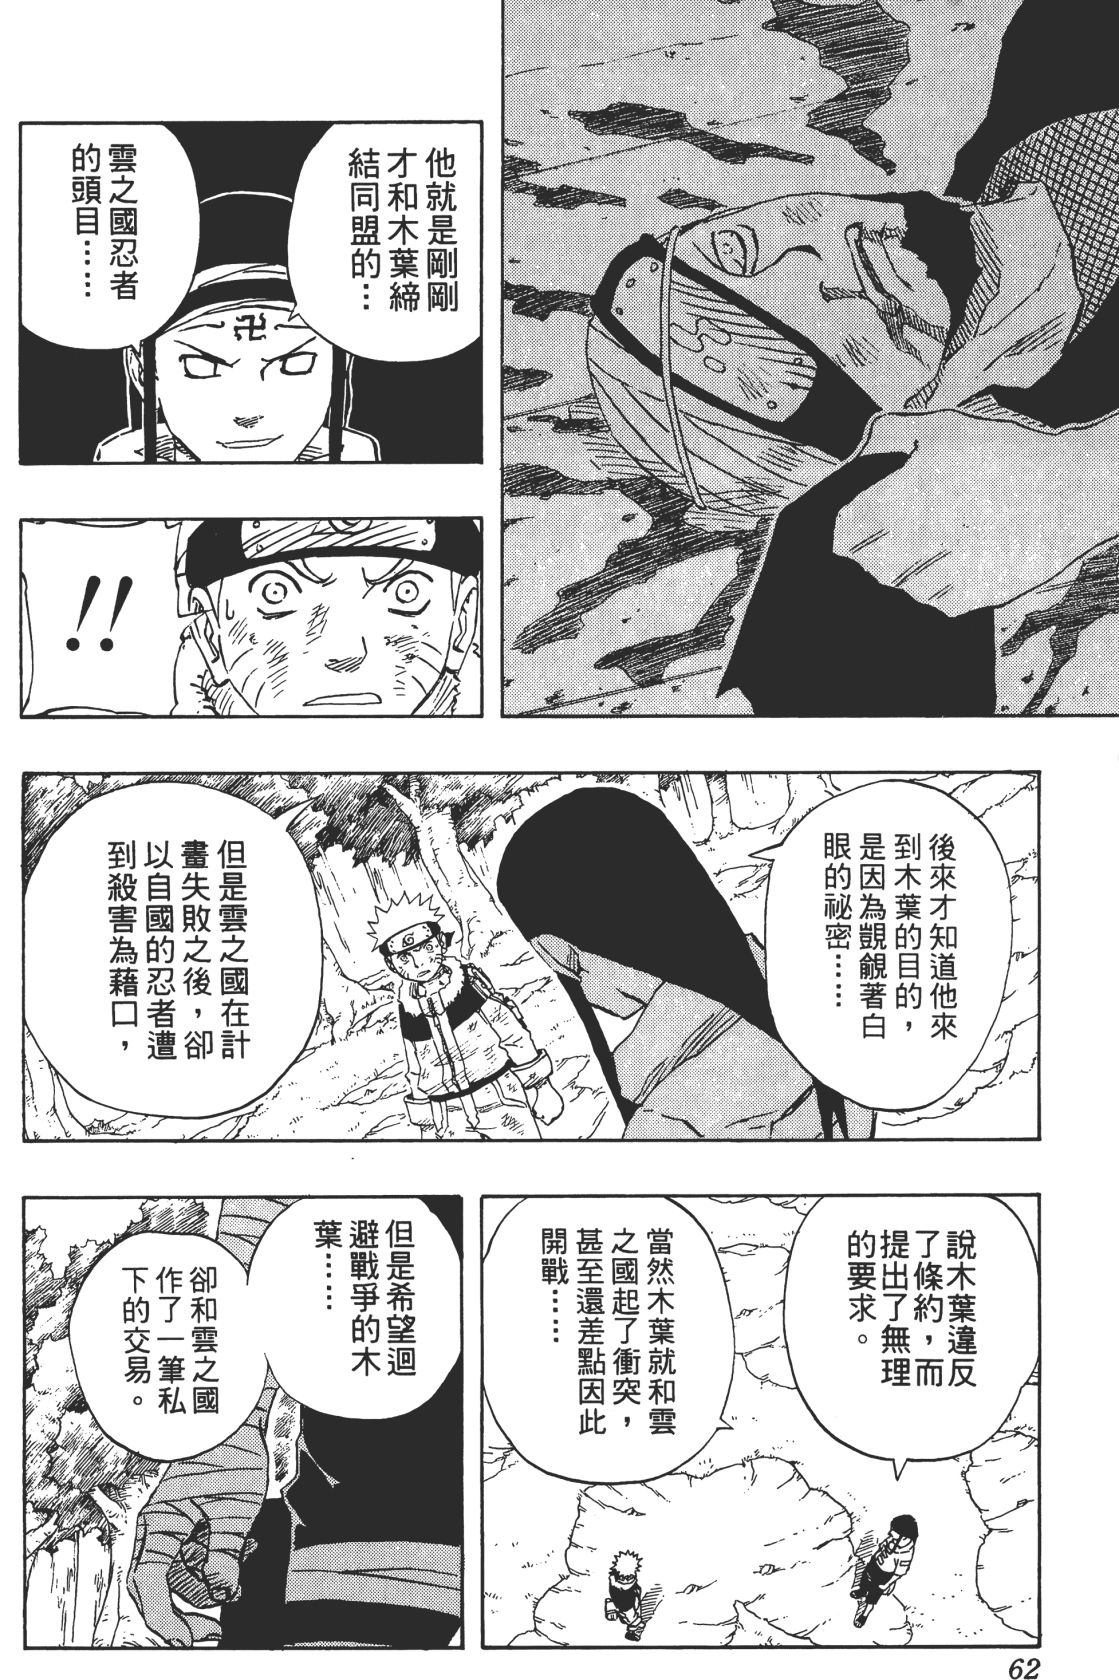 他就是剛剛
才和木葉締
結同盟的…
雲之國忍者
的頭目……
!!
後來才知道他來
到木葉的目的，
是因為覬覦著白
眼的祕密……
但是雲之國在計
畫失敗之後，卻
以自國的忍者遭
到殺害為藉口，
說木葉違反
了條約，而
提出了無理
的要求。
當然木葉就和雲
之國起了衝突，
甚至還差點因此
開戰……
但是希望迴
避戰爭的木
葉……
卻和雲之國
作了一筆私
下的交易。
62